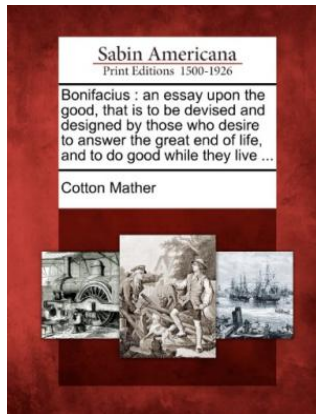 Sabin Americana
Print Editions 1500-1926
Bonifacius : an essay upon the
good, that is to be devised and
designed by those who desire
to answer the great end of life,
and to do good while they live ...
Cotton Mather